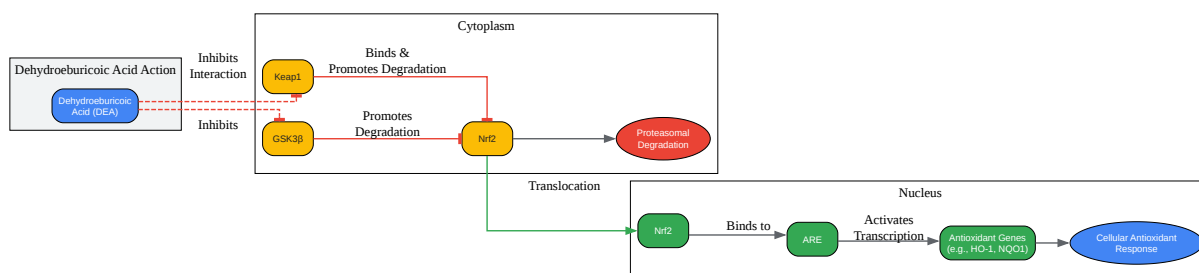 Cytoplasm
Dehydroeburicoic Acid Action
Dehydroeburicoic
Acid (DEA)
Inhibits
Interaction
Inhibits
Keap1
Binds &
Promotes Degradation
GSK3β
Promotes
Degradation
Nrf2
Proteasomal
Degradation
Translocation
Nucleus
Nrf2
Binds to
ARE
Activates
Transcription
Antioxidant Genes
(e.g., HO-1, NQO1)
Cellular Antioxidant
Response